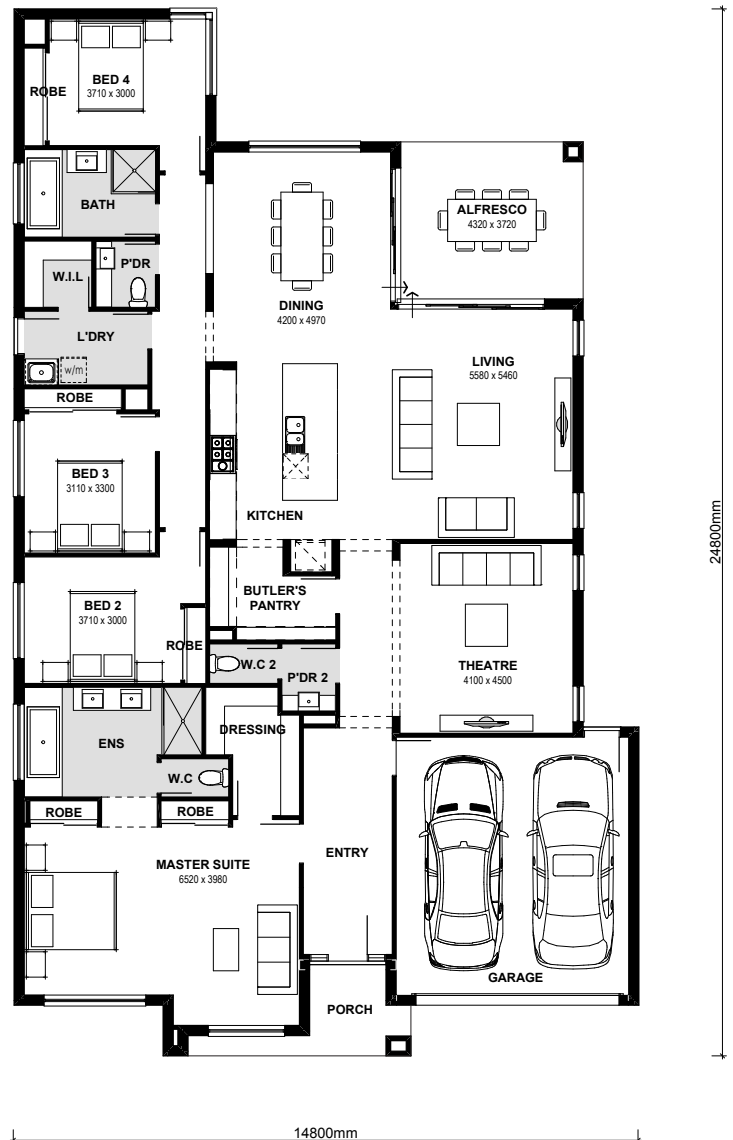 BED 4
3710 x 3000
ROBE
BATH
ALFRESCO
4320 x 3720
P'DR
W.I.L
DINING
4200 x 4970
L'DRY
w/m
LIVING
5580 x 5460
ROBE
BED 3
3110 x 3300
KITCHEN
24800mm
BUTLER'S
PANTRY
BED 2
3710 x 3000
ROBE
W.C 2
P'DR 2
THEATRE
4100 x 4500
DRESSING
ENS
W.C
ROBE
ROBE
MASTER SUITE
6520 x 3980
ENTRY
GARAGE
PORCH
14800mm